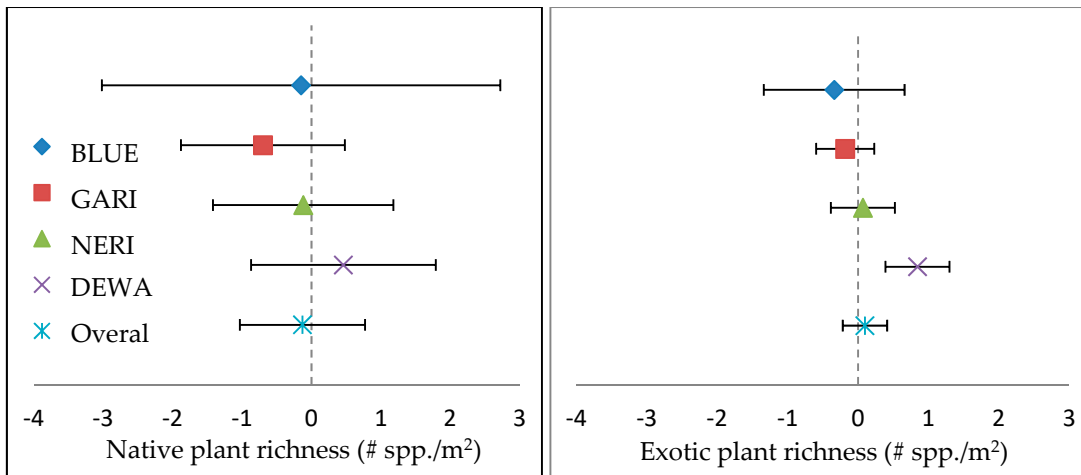 BLUE
GARI
NERI
DEWA
Overal
-4 -3 -2 -1 0 1 2 3
Native plant richness (# spp./m²)
-4 -3 -2 -1 0 1 2 3
Exotic plant richness (# spp./m²)